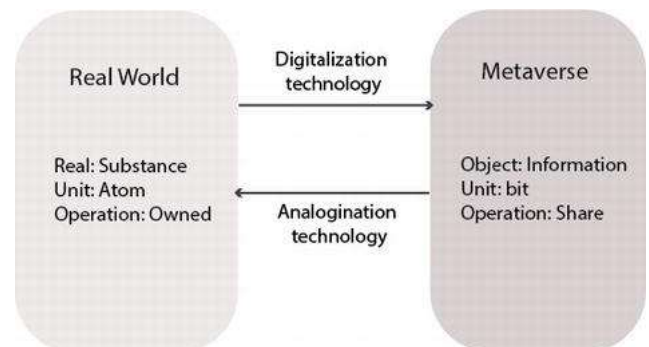 Real World
Real: Substance
Unit: Atom
Operation: Owned
Digitalization
technology
Analogination
technology
Metaverse
Object: Information
Unit: bit
Operation: Share